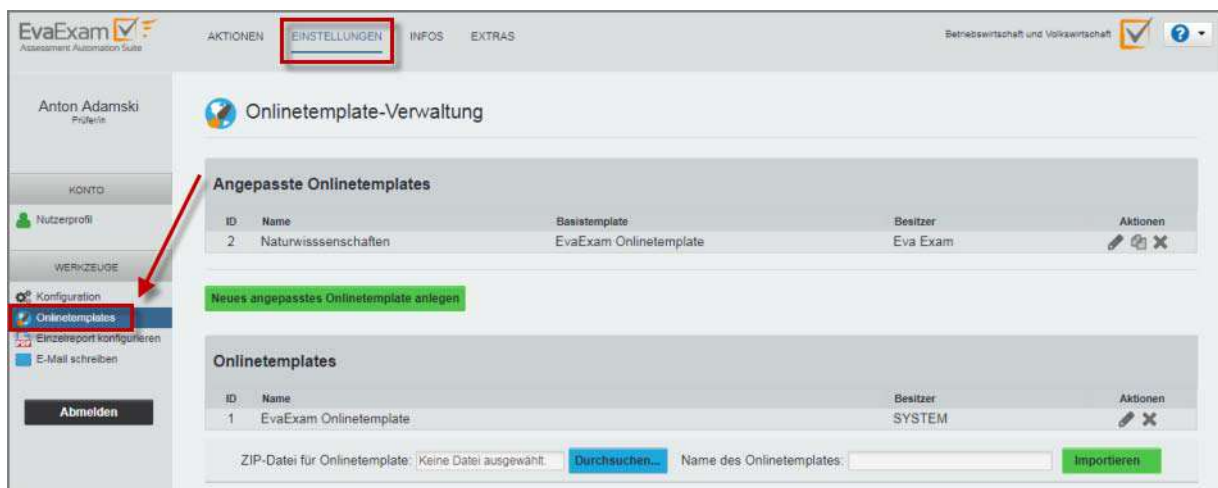 EvaExam
Assessment Automation Suite
AKTIONEN EINSTELLUNGEN INFOS EXTRAS
Betriebswirtschaft und Volkswirtschaft
?
Anton Adamski
Prüfer/in
KONTO
Nutzerprofil
WERKZEUGE
Konfiguration
Onlinetemplates
Einzelreport konfigurieren
E-Mail schreiben
Abmelden
Onlinetemplate-Verwaltung
Angepasste Onlinetemplates
ID Name Basistemplate Besitzer Aktionen
2 Naturwisssenschaften EvaExam Onlinetemplate Eva Exam
Neues angepasstes Onlinetemplate anlegen
Onlinetemplates
ID Name Besitzer Aktionen
1 EvaExam Onlinetemplate SYSTEM
ZIP-Datei für Onlinetemplate: Keine Datei ausgewählt. Durchsuchen... Name des Onlinetemplates: Importieren